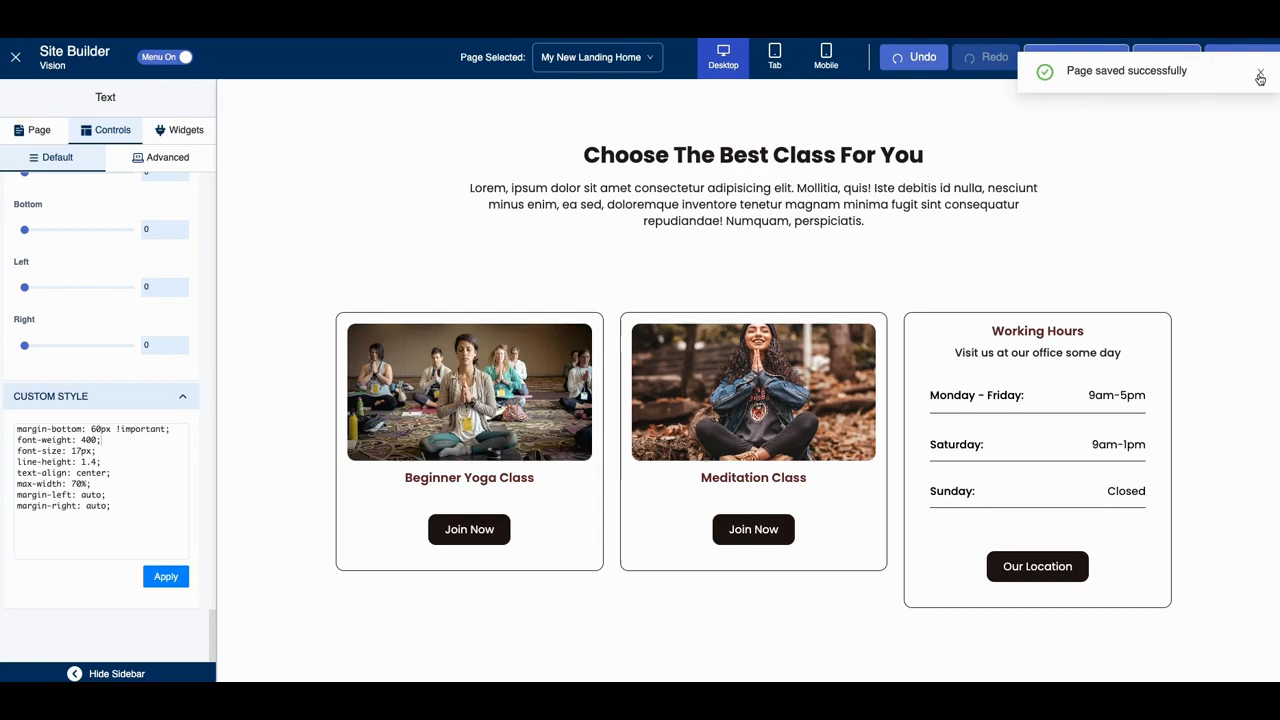 Site Builder
Vision
Menu On
Page Selected:
My New Landing Home
Desktop
Tab
Mobile
Undo
Redo
Page saved successfully
Text
Page
Controls
Widgets
Default
Advanced
Bottom
0
Left
0
Right
0
CUSTOM STYLE
margin-bottom: 60px !important;
font-weight: 400;
font-size: 17px;
line-height: 1.4;
text-align: center;
max-width: 70%;
margin-left: auto;
margin-right: auto;
Apply
Hide Sidebar
Choose The Best Class For You
Lorem, ipsum dolor sit amet consectetur adipisicing elit. Mollitia, quis! Iste debitis id nulla, nesciunt
minus enim, ea sed, doloremque inventore tenetur magnam minima fugit sint consequatur
repudiandae! Numquam, perspiciatis.
Beginner Yoga Class
Join Now
Meditation Class
Join Now
Working Hours
Visit us at our office some day
Monday - Friday: 9am-5pm
Saturday: 9am-1pm
Sunday: Closed
Our Location